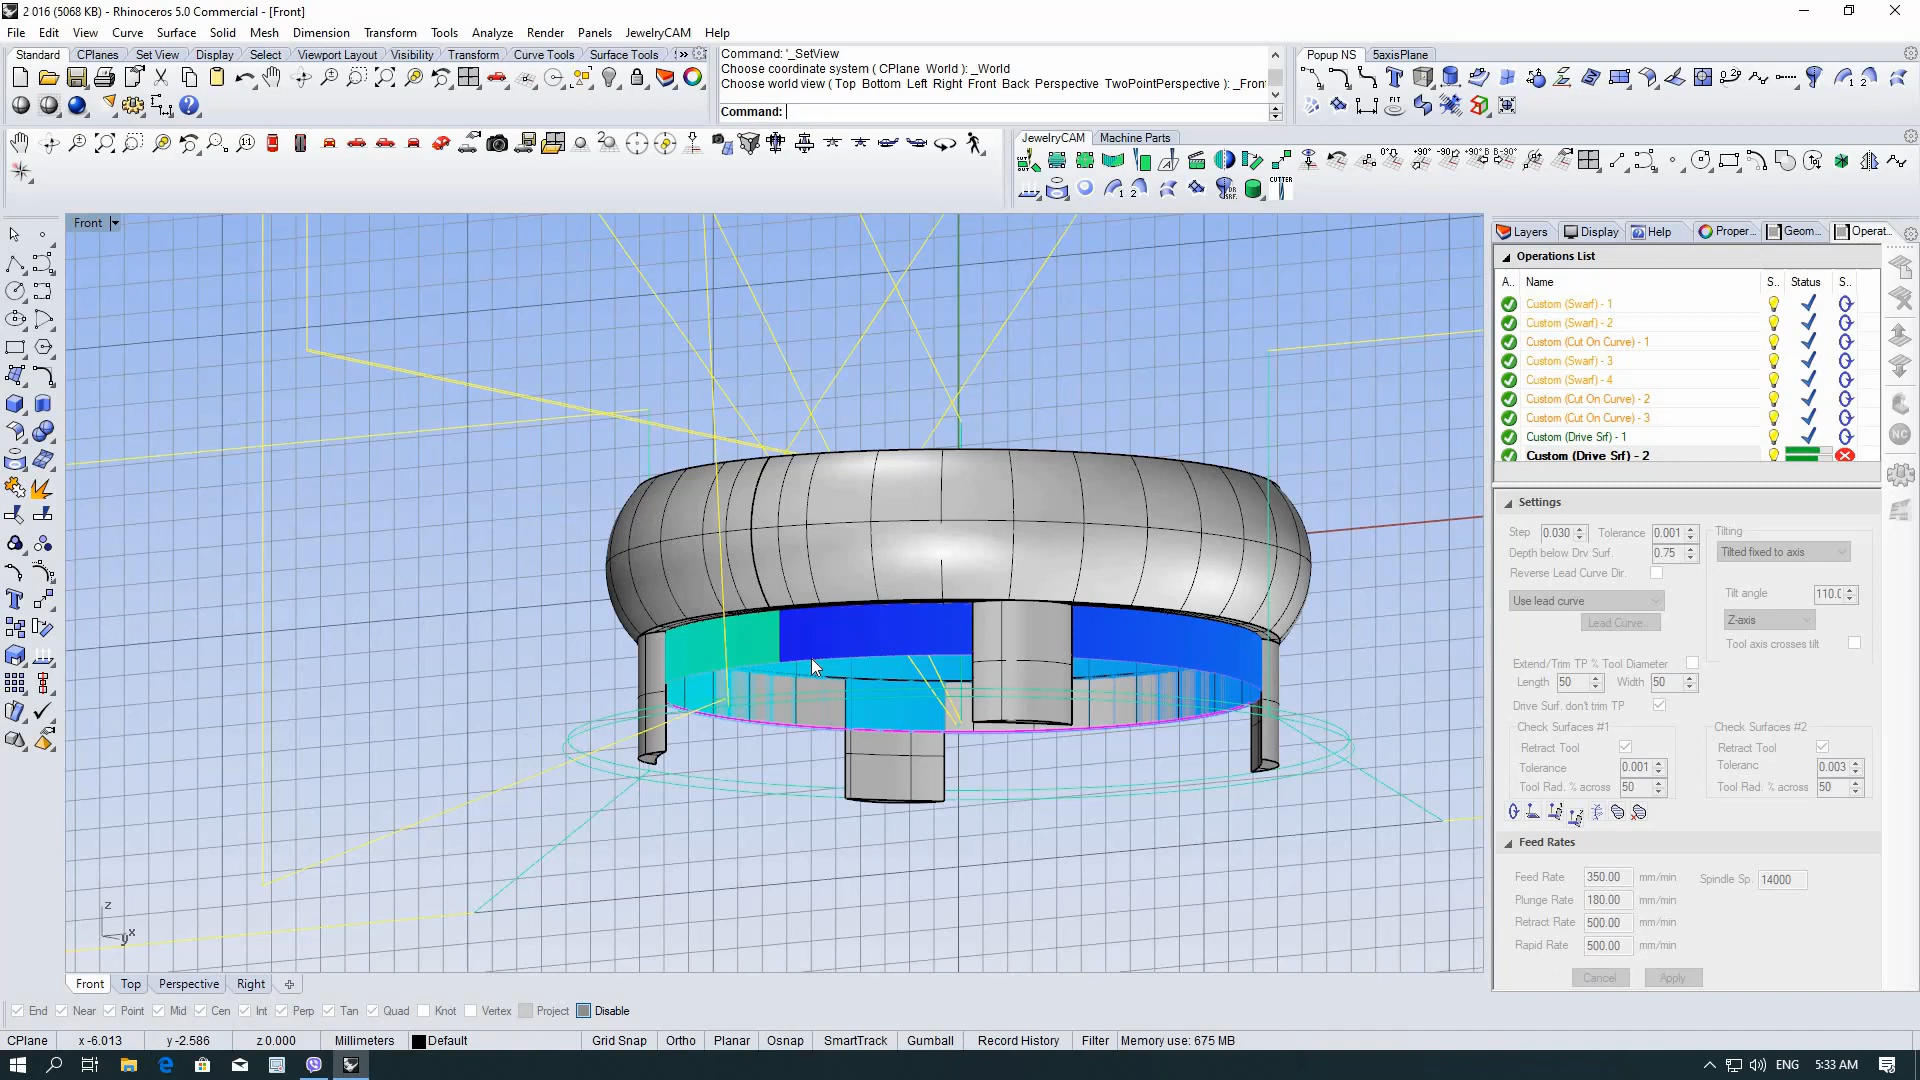 2 016 (5068 KB) - Rhinoceros 5.0 Commercial - [Front]
File Edit View Curve Surface Solid Mesh Dimension Transform Tools Analyze Render Panels JewelryCAM Help
Standard CPlanes Set View Display Select Viewport Layout Visibility Transform Curve Tools Surface Tools
Command: '_SetView
Choose coordinate system ( CPlane World ): _World
Choose world view ( Top Bottom Left Right Front Back Perspective TwoPointPerspective ): _Fron
Command:
Popup NS 5axisPlane
JewelryCAM Machine Parts
Front
Layers Display Help Proper... Geom... Operat...
Operations List
A.. Name S.. Status S..
Custom (Swarf) - 1
Custom (Swarf) - 2
Custom (Cut On Curve) - 1
Custom (Swarf) - 3
Custom (Swarf) - 4
Custom (Cut On Curve) - 2
Custom (Cut On Curve) - 3
Custom (Drive Srf) - 1
Custom (Drive Srf) - 2
Settings
Step 0.030 Tolerance 0.001 Tilting
Depth below Drv Surf. 0.75 Tilted fixed to axis
Reverse Lead Curve Dir.
Use lead curve Tilt angle 110.0
Lead Curve... Z-axis
Tool axis crosses tilt
Extend/Trim TP % Tool Diameter
Length 50 Width 50
Drive Surf. don't trim TP
Check Surfaces #1 Check Surfaces #2
Retract Tool Retract Tool
Tolerance 0.001 Toleranc 0.003
Tool Rad. % across 50 Tool Rad. % across 50
NC
Feed Rates
Feed Rate 350.00 mm/min Spindle Sp. 14000
Plunge Rate 180.00 mm/min
Retract Rate 500.00 mm/min
Rapid Rate 500.00 mm/min
Cancel Apply
z
x
y
Front Top Perspective Right
End Near Point Mid Cen Int Perp Tan Quad Knot Vertex Project Disable
CPlane x -6.013 y -2.586 z 0.000 Millimeters Default Grid Snap Ortho Planar Osnap SmartTrack Gumball Record History Filter Memory use: 675 MB
ENG 5:33 AM